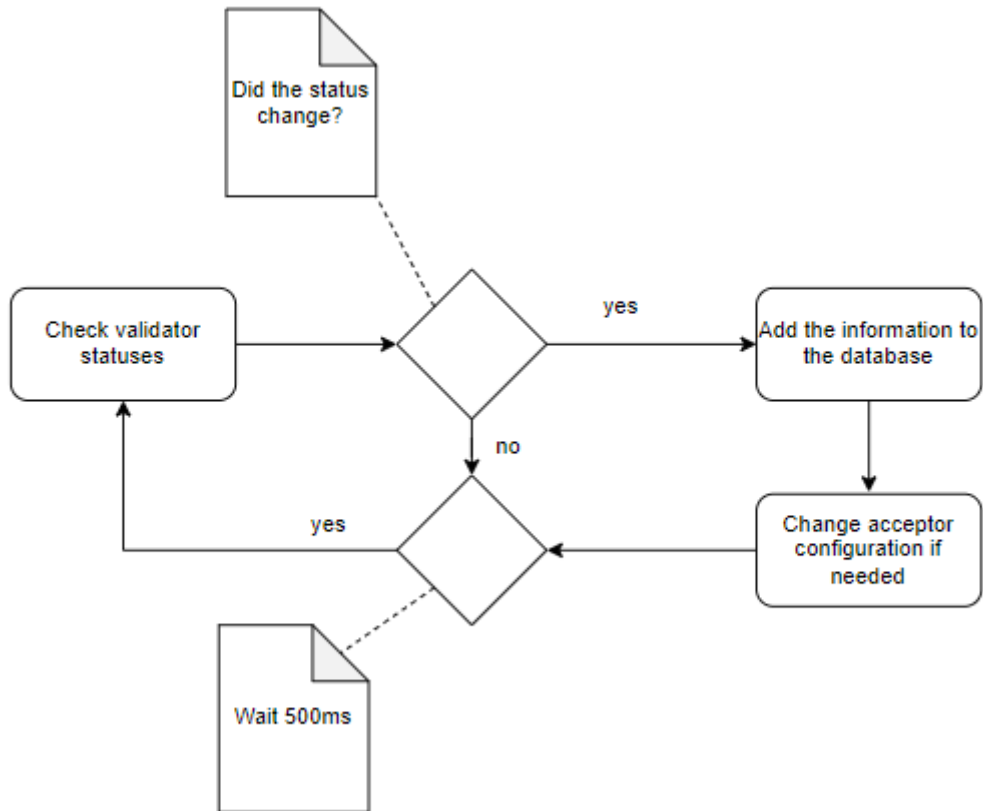 Did the status
change?
Check validator
statuses
yes
Add the information to
the database
no
yes
Change acceptor
configuration if
needed
Wait 500ms